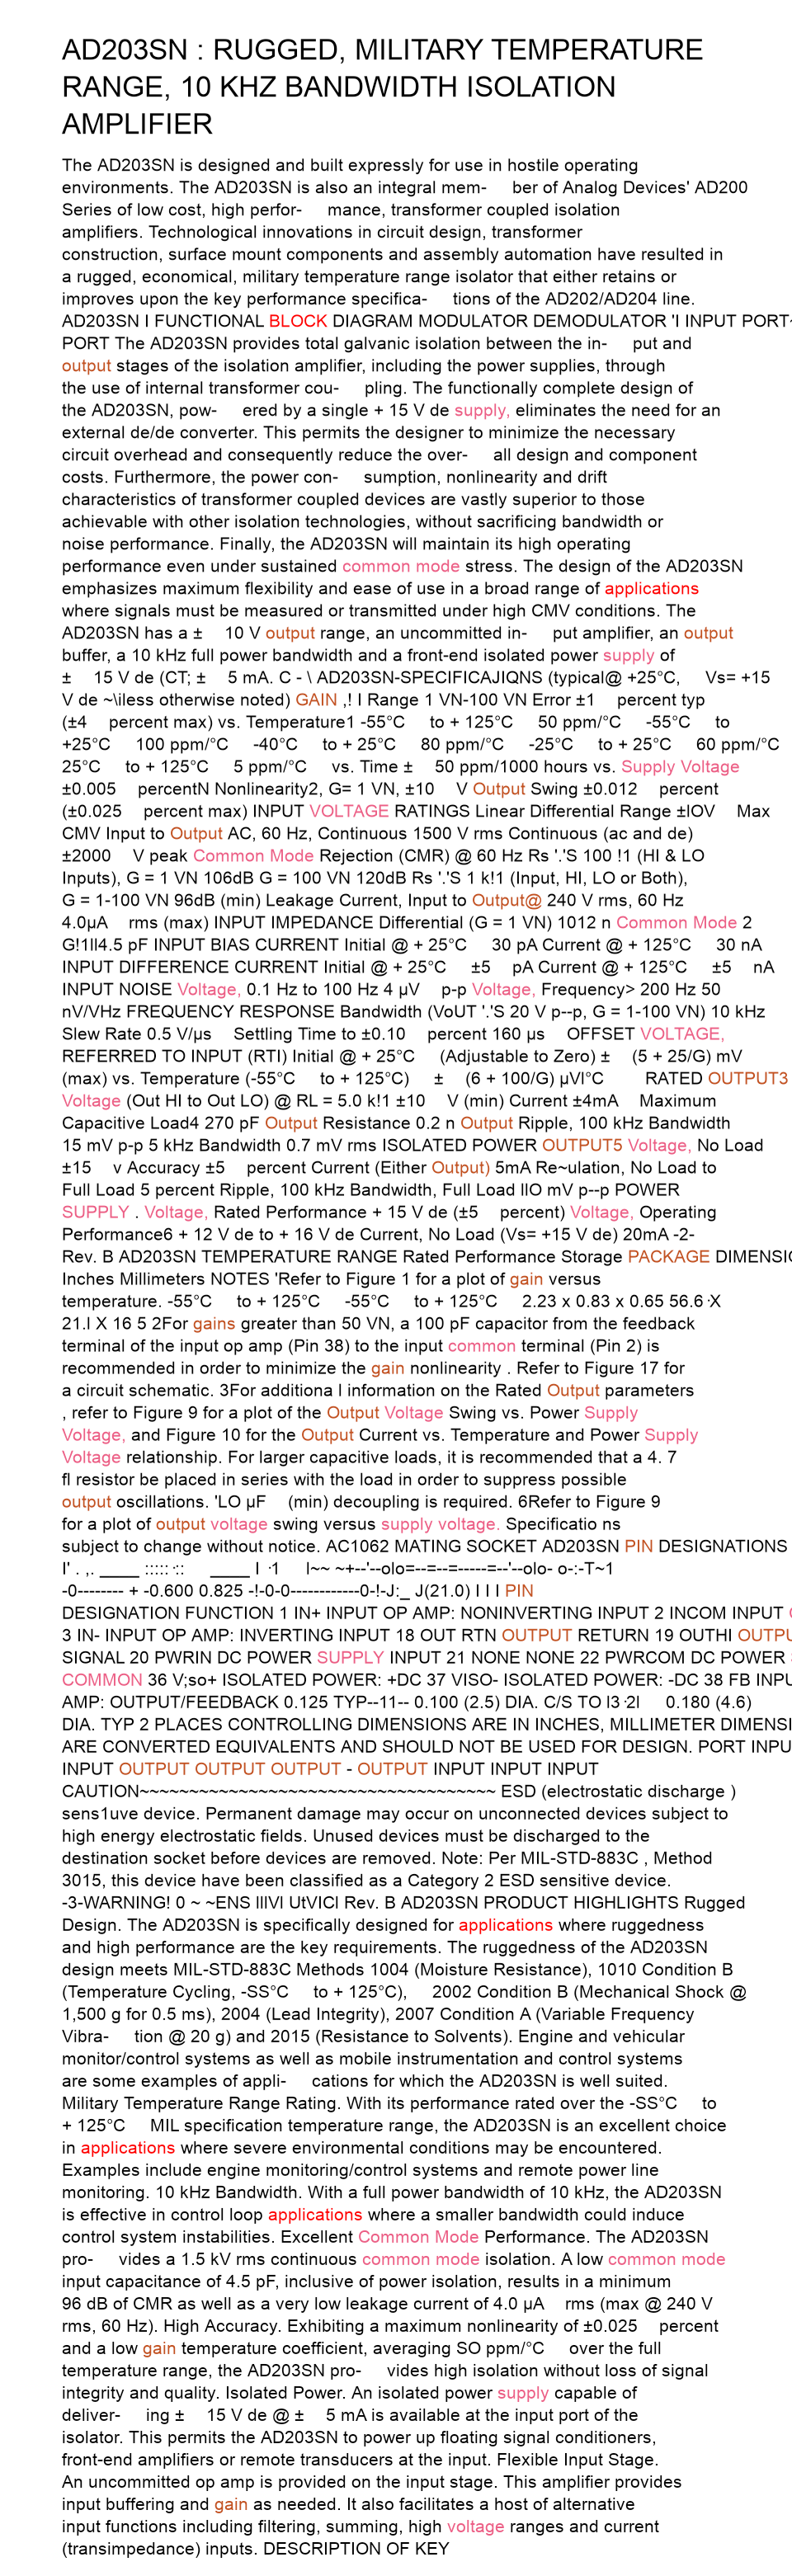 AD203SN : RUGGED, MILITARY TEMPERATURE
RANGE, 10 KHZ BANDWIDTH ISOLATION
AMPLIFIER
The AD203SN is designed and built expressly for use in hostile operating
environments. The AD203SN is also an integral mem- ber of Analog Devices' AD200
Series of low cost, high perfor- mance, transformer coupled isolation
amplifiers. Technological innovations in circuit design, transformer
construction, surface mount components and assembly automation have resulted in
a rugged, economical, military temperature range isolator that either retains or
improves upon the key performance specifica- tions of the AD202/AD204 line.
AD203SN I FUNCTIONAL BLOCK DIAGRAM MODULATOR DEMODULATOR 'I INPUT PORT~
PORT The AD203SN provides total galvanic isolation between the in- put and
output stages of the isolation amplifier, including the power supplies, through
the use of internal transformer cou- pling. The functionally complete design of
the AD203SN, pow- ered by a single + 15 V de supply, eliminates the need for an
external de/de converter. This permits the designer to minimize the necessary
circuit overhead and consequently reduce the over- all design and component
costs. Furthermore, the power con- sumption, nonlinearity and drift
characteristics of transformer coupled devices are vastly superior to those
achievable with other isolation technologies, without sacrificing bandwidth or
noise performance. Finally, the AD203SN will maintain its high operating
performance even under sustained common mode stress. The design of the AD203SN
emphasizes maximum flexibility and ease of use in a broad range of applications
where signals must be measured or transmitted under high CMV conditions. The
AD203SN has a ± 10 V output range, an uncommitted in- put amplifier, an output
buffer, a 10 kHz full power bandwidth and a front-end isolated power supply of
± 15 V de (CT; ± 5 mA. C - \ AD203SN-SPECIFICAJIQNS (typical@ +25°C, Vs= +15
V de ~\iless otherwise noted) GAIN ,! I Range 1 VN-100 VN Error ±1 percent typ
(±4 percent max) vs. Temperature1 -55°C to + 125°C 50 ppm/°C -55°C to
+25°C 100 ppm/°C -40°C to + 25°C 80 ppm/°C -25°C to + 25°C 60 ppm/°C
25°C to + 125°C 5 ppm/°C vs. Time ± 50 ppm/1000 hours vs. Supply Voltage
±0.005 percentN Nonlinearity2, G= 1 VN, ±10 V Output Swing ±0.012 percent
(±0.025 percent max) INPUT VOLTAGE RATINGS Linear Differential Range ±lOV Max
CMV Input to Output AC, 60 Hz, Continuous 1500 V rms Continuous (ac and de)
±2000 V peak Common Mode Rejection (CMR) @ 60 Hz Rs '.'S 100 !1 (HI & LO
Inputs), G = 1 VN 106dB G = 100 VN 120dB Rs '.'S 1 k!1 (Input, HI, LO or Both),
G = 1-100 VN 96dB (min) Leakage Current, Input to Output@ 240 V rms, 60 Hz
4.0µA rms (max) INPUT IMPEDANCE Differential (G = 1 VN) 1012 n Common Mode 2
G!1ll4.5 pF INPUT BIAS CURRENT Initial @ + 25°C 30 pA Current @ + 125°C 30 nA
INPUT DIFFERENCE CURRENT Initial @ + 25°C ±5 pA Current @ + 125°C ±5 nA
INPUT NOISE Voltage, 0.1 Hz to 100 Hz 4 µV p-p Voltage, Frequency> 200 Hz 50
nV/VHz FREQUENCY RESPONSE Bandwidth (VoUT '.'S 20 V p--p, G = 1-100 VN) 10 kHz
Slew Rate 0.5 V/µs Settling Time to ±0.10 percent 160 µs OFFSET VOLTAGE,
REFERRED TO INPUT (RTI) Initial @ + 25°C (Adjustable to Zero) ± (5 + 25/G) mV
(max) vs. Temperature (-55°C to + 125°C) ± (6 + 100/G) µVl°C RATED OUTPUT3
Voltage (Out HI to Out LO) @ RL = 5.0 k!1 ±10 V (min) Current ±4mA Maximum
Capacitive Load4 270 pF Output Resistance 0.2 n Output Ripple, 100 kHz Bandwidth
15 mV p-p 5 kHz Bandwidth 0.7 mV rms ISOLATED POWER OUTPUT5 Voltage, No Load
±15 v Accuracy ±5 percent Current (Either Output) 5mA Re~ulation, No Load to
Full Load 5 percent Ripple, 100 kHz Bandwidth, Full Load llO mV p--p POWER
SUPPLY . Voltage, Rated Performance + 15 V de (±5 percent) Voltage, Operating
Performance6 + 12 V de to + 16 V de Current, No Load (Vs= +15 V de) 20mA -2-
Rev. B AD203SN TEMPERATURE RANGE Rated Performance Storage PACKAGE DIMENSIO
Inches Millimeters NOTES 'Refer to Figure 1 for a plot of gain versus
temperature. -55°C to + 125°C -55°C to + 125°C 2.23 x 0.83 x 0.65 56.6·X
21.l X 16 5 2For gains greater than 50 VN, a 100 pF capacitor from the feedback
terminal of the input op amp (Pin 38) to the input common terminal (Pin 2) is
recommended in order to minimize the gain nonlinearity . Refer to Figure 17 for
a circuit schematic. 3For additiona l information on the Rated Output parameters
, refer to Figure 9 for a plot of the Output Voltage Swing vs. Power Supply
Voltage, and Figure 10 for the Output Current vs. Temperature and Power Supply
Voltage relationship. For larger capacitive loads, it is recommended that a 4. 7
fl resistor be placed in series with the load in order to suppress possible
output oscillations. 'LO µF (min) decoupling is required. 6Refer to Figure 9
for a plot of output voltage swing versus supply voltage. Specificatio ns
subject to change without notice. AC1062 MATING SOCKET AD203SN PIN DESIGNATIONS
I' . ,. ____ :::::·:: ____ I ·1 l~~ ~+--'--olo=--=--=-----=--'--olo- o-:-T~1
-0-------- + -0.600 0.825 -!-0-0------------0-!-J:_ J(21.0) I I I PIN
DESIGNATION FUNCTION 1 IN+ INPUT OP AMP: NONINVERTING INPUT 2 INCOM INPUT
3 IN- INPUT OP AMP: INVERTING INPUT 18 OUT RTN OUTPUT RETURN 19 OUTHI OUTPU
SIGNAL 20 PWRIN DC POWER SUPPLY INPUT 21 NONE NONE 22 PWRCOM DC POWER
COMMON 36 V;so+ ISOLATED POWER: +DC 37 VISO- ISOLATED POWER: -DC 38 FB INPU
AMP: OUTPUT/FEEDBACK 0.125 TYP--11-- 0.100 (2.5) DIA. C/S TO l3·2l 0.180 (4.6)
DIA. TYP 2 PLACES CONTROLLING DIMENSIONS ARE IN INCHES, MILLIMETER DIMENSI
ARE CONVERTED EQUIVALENTS AND SHOULD NOT BE USED FOR DESIGN. PORT INPU
INPUT OUTPUT OUTPUT OUTPUT - OUTPUT INPUT INPUT INPUT
CAUTION~~~~~~~~~~~~~~~~~~~~~~~~~~~~~~~~~~~ ESD (electrostatic discharge )
sens1uve device. Permanent damage may occur on unconnected devices subject to
high energy electrostatic fields. Unused devices must be discharged to the
destination socket before devices are removed. Note: Per MIL-STD-883C , Method
3015, this device have been classified as a Category 2 ESD sensitive device.
-3-WARNING! 0 ~ ~ENS lllVl UtVICl Rev. B AD203SN PRODUCT HIGHLIGHTS Rugged
Design. The AD203SN is specifically designed for applications where ruggedness
and high performance are the key requirements. The ruggedness of the AD203SN
design meets MIL-STD-883C Methods 1004 (Moisture Resistance), 1010 Condition B
(Temperature Cycling, -SS°C to + 125°C), 2002 Condition B (Mechanical Shock @
1,500 g for 0.5 ms), 2004 (Lead Integrity), 2007 Condition A (Variable Frequency
Vibra- tion @ 20 g) and 2015 (Resistance to Solvents). Engine and vehicular
monitor/control systems as well as mobile instrumentation and control systems
are some examples of appli- cations for which the AD203SN is well suited.
Military Temperature Range Rating. With its performance rated over the -SS°C to
+ 125°C MIL specification temperature range, the AD203SN is an excellent choice
in applications where severe environmental conditions may be encountered.
Examples include engine monitoring/control systems and remote power line
monitoring. 10 kHz Bandwidth. With a full power bandwidth of 10 kHz, the AD203SN
is effective in control loop applications where a smaller bandwidth could induce
control system instabilities. Excellent Common Mode Performance. The AD203SN
pro- vides a 1.5 kV rms continuous common mode isolation. A low common mode
input capacitance of 4.5 pF, inclusive of power isolation, results in a minimum
96 dB of CMR as well as a very low leakage current of 4.0 µA rms (max @ 240 V
rms, 60 Hz). High Accuracy. Exhibiting a maximum nonlinearity of ±0.025 percent
and a low gain temperature coefficient, averaging SO ppm/°C over the full
temperature range, the AD203SN pro- vides high isolation without loss of signal
integrity and quality. Isolated Power. An isolated power supply capable of
deliver- ing ± 15 V de @ ± 5 mA is available at the input port of the
isolator. This permits the AD203SN to power up floating signal conditioners,
front-end amplifiers or remote transducers at the input. Flexible Input Stage.
An uncommitted op amp is provided on the input stage. This amplifier provides
input buffering and gain as needed. It also facilitates a host of alternative
input functions including filtering, summing, high voltage ranges and current
(transimpedance) inputs. DESCRIPTION OF KEY